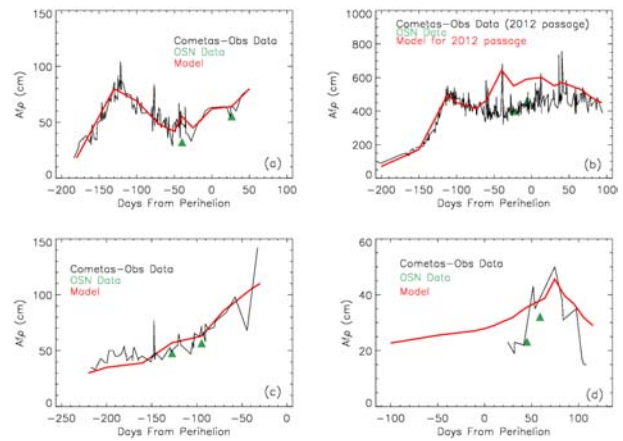 Cometas-Obs Data
OSN Data
Model
150
100
50
0
Afρ (cm)
(a)
-200 -150 -100 -50 0 50 100
Days From Perihelion
Cometas-Obs Data (2012 passage)
OSN Data
Model for 2012 passage
1000
800
600
400
200
0
Afρ (cm)
(b)
-200 -150 -100 -50 0 50 100
Days From Perihelion
Cometas-Obs Data
OSN Data
Model
150
100
50
0
Afρ (cm)
(c)
-250 -200 -150 -100 -50 0
Days From Perihelion
Cometas-Obs Data
OSN Data
Model
60
50
40
30
20
10
0
Afρ (cm)
(d)
-100 -50 0 50 100
Days From Perihelion